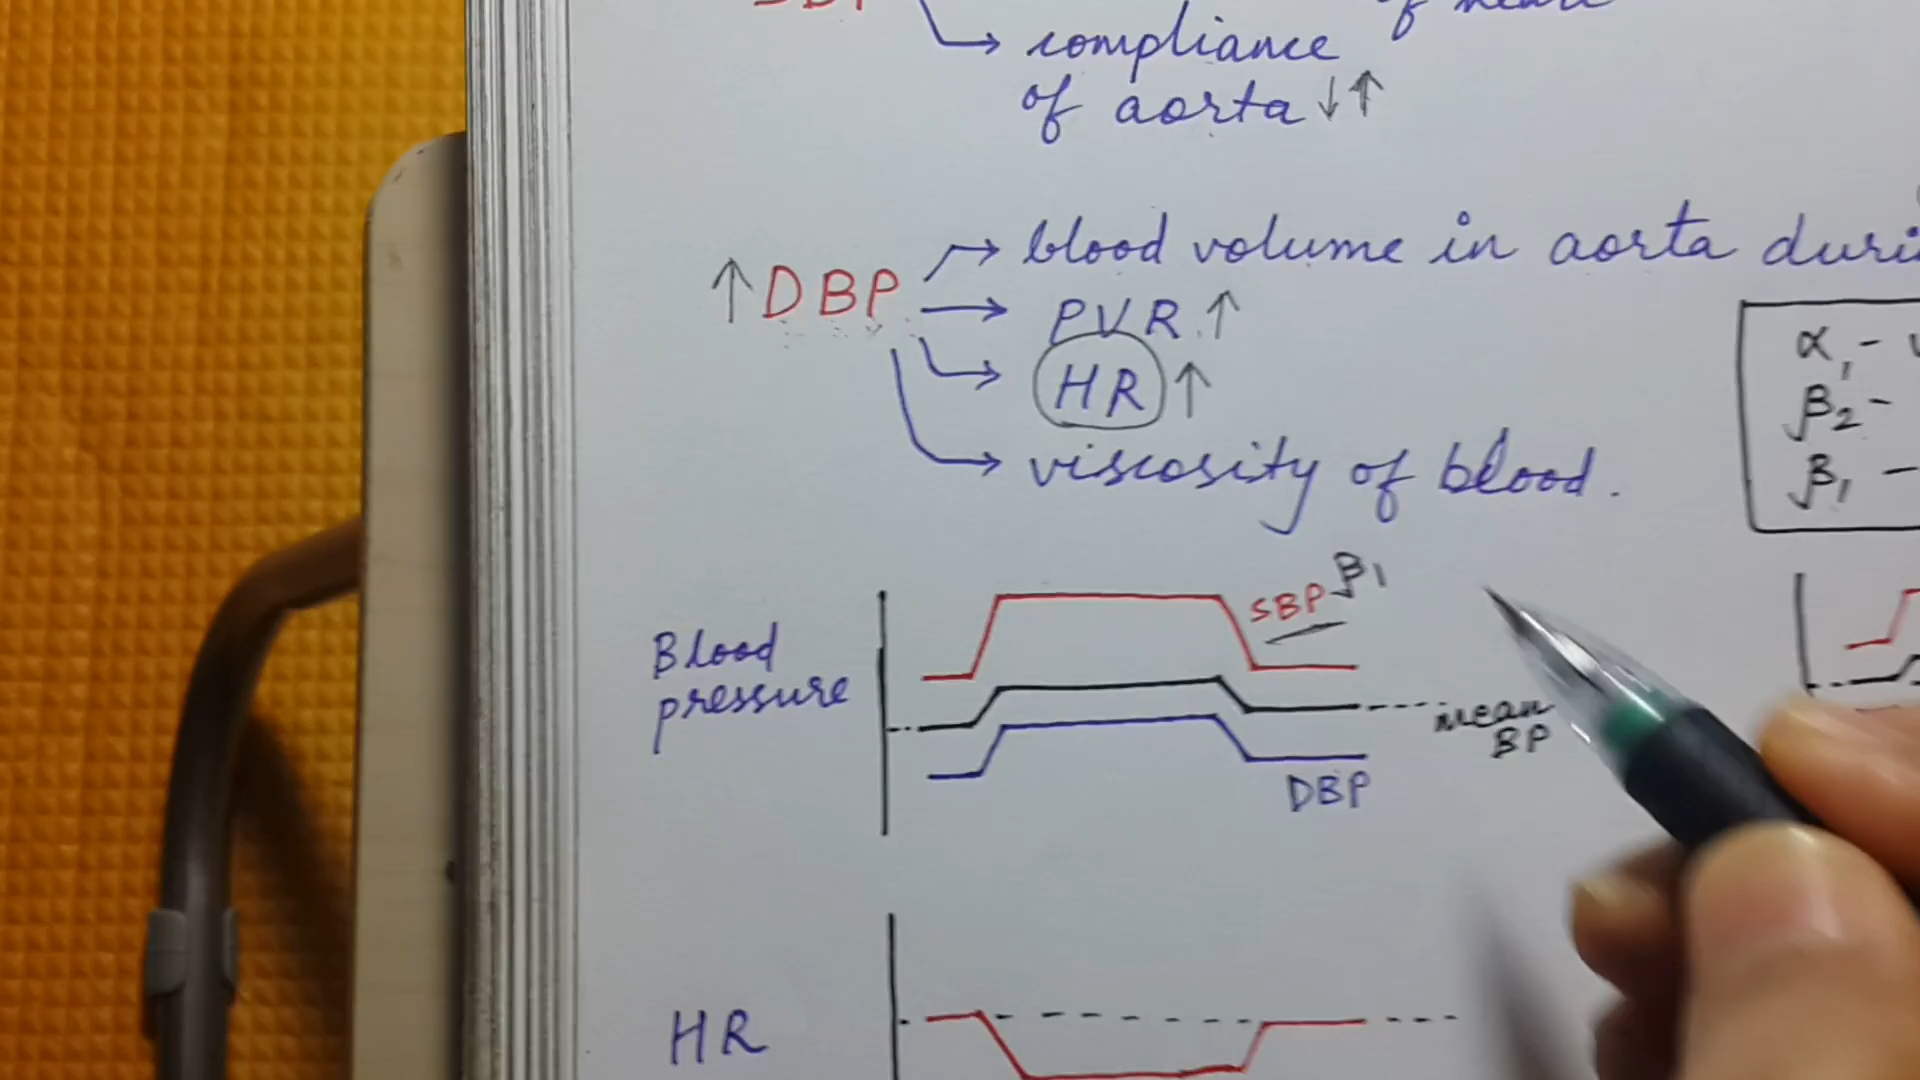 SBP
compliance
of aorta ↓↑
blood volume in aorta
↑ DBP
PVR ↑
HR ↑
viscosity of blood.
α1 -
β2 -
β1 -
SBP β1
Blood
pressure
mean
BP
DBP
HR